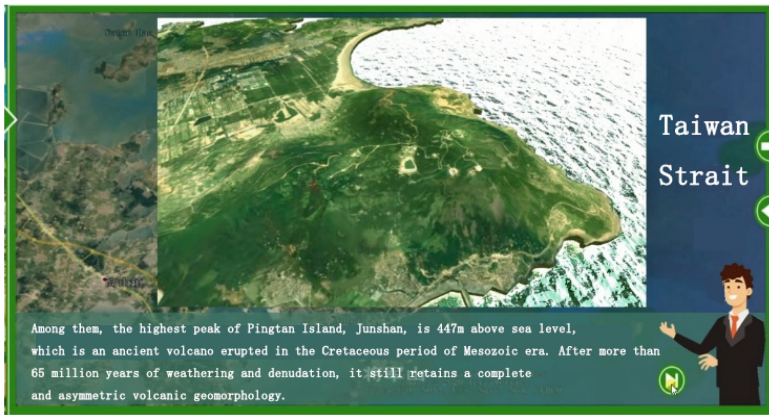 Taiwan
Strait
Among them, the highest peak of Pingtan Island, Junshan, is 447m above sea level,
which is an ancient volcano erupted in the Cretaceous period of Mesozoic era. After more than
65 million years of weathering and denudation, it still retains a complete
and asymmetric volcanic geomorphology.